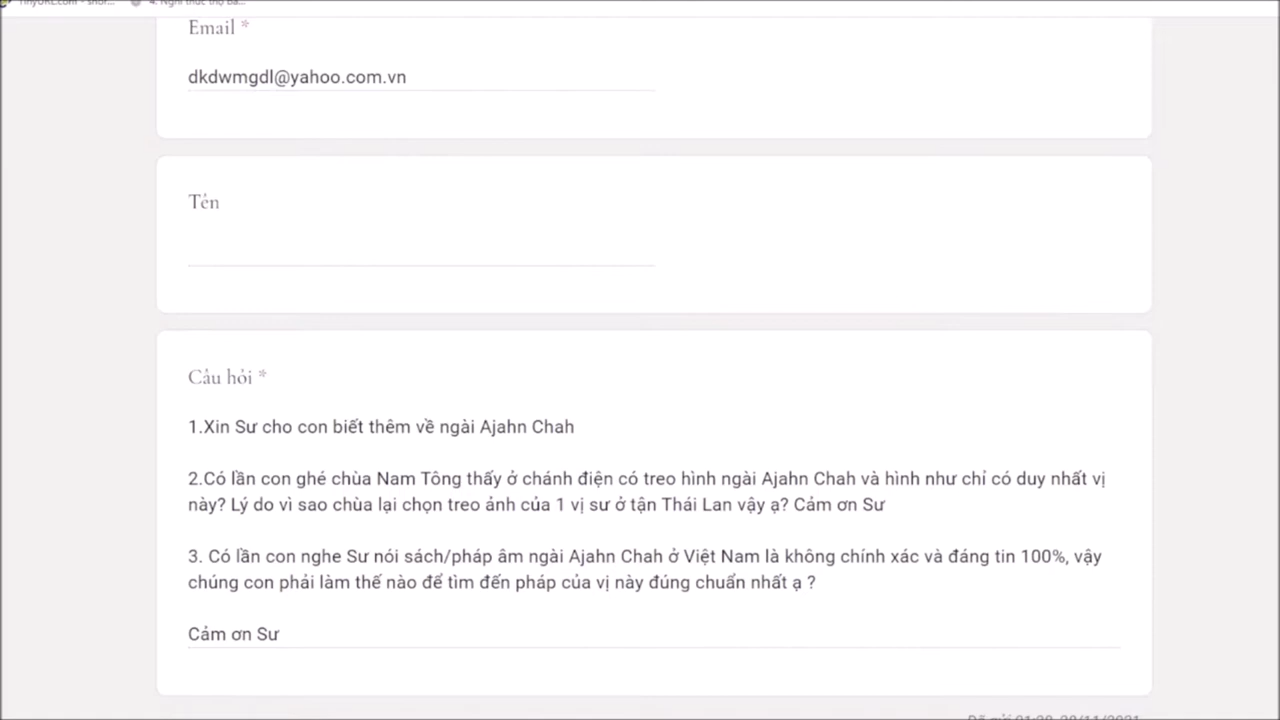 TinyURL.com - shor...
Email *
dkdwmgdl@yahoo.com.vn
Tên
Câu hỏi *
1.Xin Sư cho con biết thêm về ngài Ajahn Chah
2.Có lần con ghé chùa Nam Tông thấy ở chánh điện có treo hình ngài Ajahn Chah và hình như chỉ có duy nhất vị
này? Lý do vì sao chùa lại chọn treo ảnh của 1 vị sư ở tận Thái Lan vậy ạ? Cảm ơn Sư
3. Có lần con nghe Sư nói sách/pháp âm ngài Ajahn Chah ở Việt Nam là không chính xác và đáng tin 100%, vậy
chúng con phải làm thế nào để tìm đến pháp của vị này đúng chuẩn nhất ạ ?
Cảm ơn Sư